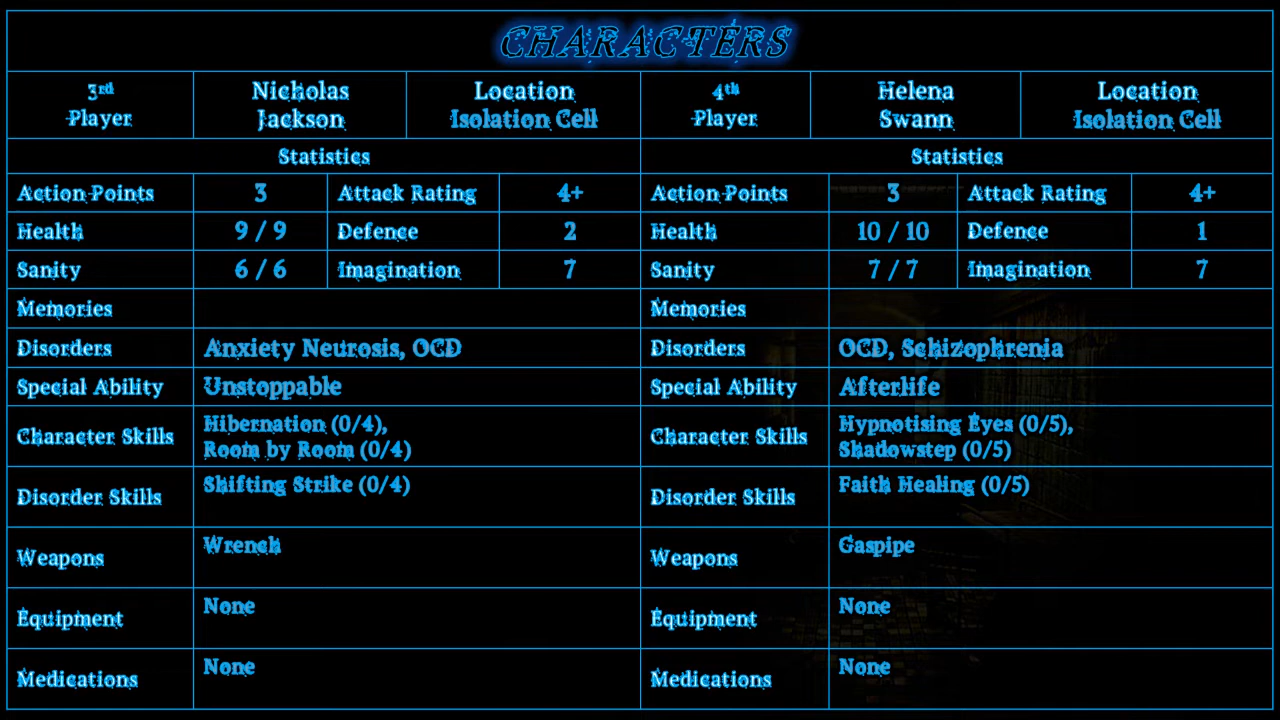 CHARACTERS
3rd Player
Nicholas Jackson
Location Isolation Cell
4th Player
Helena Swann
Location Isolation Cell
Statistics
Statistics
Action Points 3 Attack Rating 4+
Action Points 3 Attack Rating 4+
Health 9 / 9 Defence 2
Health 10 / 10 Defence 1
Sanity 6 / 6 Imagination 7
Sanity 7 / 7 Imagination 7
Memories
Memories
Disorders Anxiety Neurosis, OCD
Disorders OCD, Schizophrenia
Special Ability Unstoppable
Special Ability Afterlife
Character Skills Hibernation (0/4),
Room by Room (0/4)
Character Skills Hypnotising Eyes (0/5),
Shadowstep (0/5)
Disorder Skills Shifting Strike (0/4)
Disorder Skills Faith Healing (0/5)
Weapons Wrench
Weapons Gaspipe
Equipment None
Equipment None
Medications None
Medications None